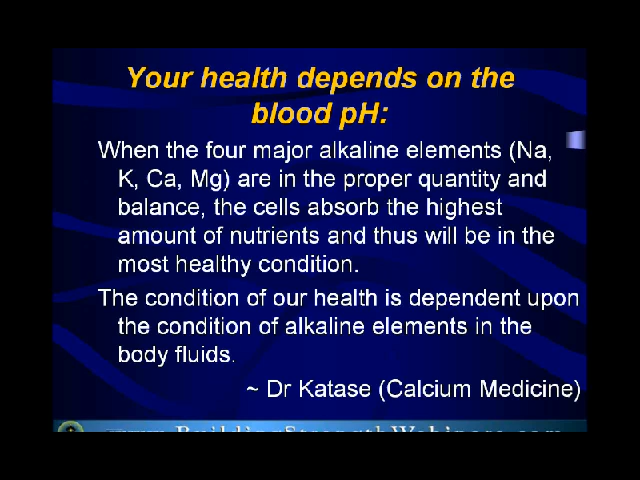 Your health depends on the
blood pH:
When the four major alkaline elements (Na,
K, Ca, Mg) are in the proper quantity and
balance, the cells absorb the highest
amount of nutrients and thus will be in the
most healthy condition.
The condition of our health is dependent upon
the condition of alkaline elements in the
body fluids.
~ Dr Katase (Calcium Medicine)
www.BuildingStrengthWebinars.com